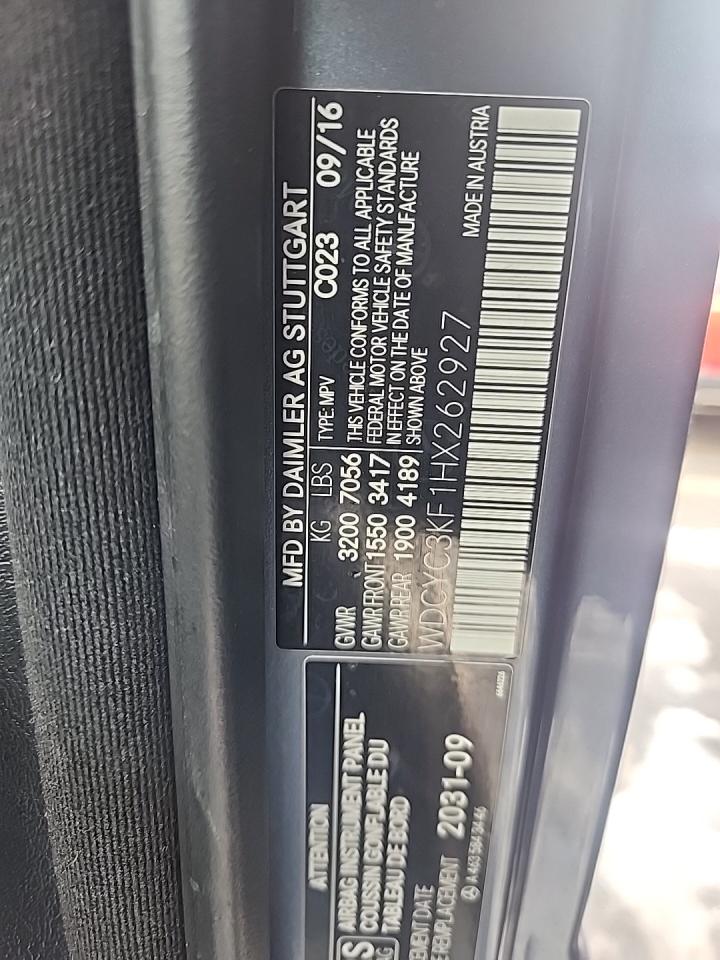 MFD BY DAIMLER AG STUTTGART
KG LBS TYPE: MPV C023 09/16
GVWR 3200 7056
GAWR FRONT 1550 3417
GAWR REAR 1900 4189
THIS VEHICLE CONFORMS TO ALL APPLICABLE
FEDERAL MOTOR VEHICLE SAFETY STANDARDS
IN EFFECT ON THE DATE OF MANUFACTURE
SHOWN ABOVE
WDCYC3KF1HX262927 MADE IN AUSTRIA
ATTENTION
AIRBAG INSTRUMENT PANEL
COUSSIN GONFLABLE DU
TABLEAU DE BORD
2031-09